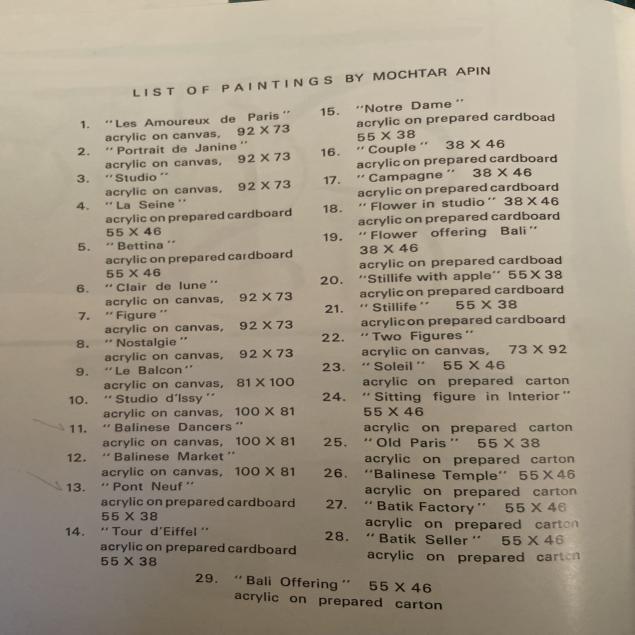 LIST OF PAINTINGS BY MOCHTAR APIN
1. "Les Amoureux de Paris"
acrylic on canvas, 92 X 73
2. "Portrait de Janine"
acrylic on canvas, 92 X 73
3. "Studio"
acrylic on canvas, 92 X 73
4. "La Seine"
acrylic on prepared cardboard
55 X 46
5. "Bettina"
acrylic on prepared cardboard
55 X 46
6. "Clair de lune"
acrylic on canvas, 92 X 73
7. "Figure"
acrylic on canvas, 92 X 73
8. "Nostalgie"
acrylic on canvas, 92 X 73
9. "Le Balcon"
acrylic on canvas, 81 X 100
10. "Studio d'Issy"
acrylic on canvas, 100 X 81
11. "Balinese Dancers"
acrylic on canvas, 100 X 81
12. "Balinese Market"
acrylic on canvas, 100 X 81
13. "Pont Neuf"
acrylic on prepared cardboard
55 X 38
14. "Tour d'Eiffel"
acrylic on prepared cardboard
55 X 38
15. "Notre Dame"
acrylic on prepared cardboad
55 X 38
16. "Couple" 38 X 46
acrylic on prepared cardboard
17. "Campagne" 38 X 46
acrylic on prepared cardboard
18. "Flower in studio" 38 X 46
acrylic on prepared cardboard
19. "Flower offering Bali"
38 X 46
acrylic on prepared cardboad
20. "Stillife with apple" 55 X 38
acrylic on prepared cardboard
21. "Stillife" 55 X 38
acrylic on prepared cardboard
22. "Two Figures"
acrylic on canvas, 73 X 92
23. "Soleil" 55 X 46
acrylic on prepared carton
24. "Sitting figure in Interior"
55 X 46
acrylic on prepared carton
25. "Old Paris" 55 X 38
acrylic on prepared carton
26. "Balinese Temple" 55 X 46
acrylic on prepared carton
27. "Batik Factory" 55 X 46
acrylic on prepared carton
28. "Batik Seller" 55 X 46
acrylic on prepared carton
29. "Bali Offering" 55 X 46
acrylic on prepared carton